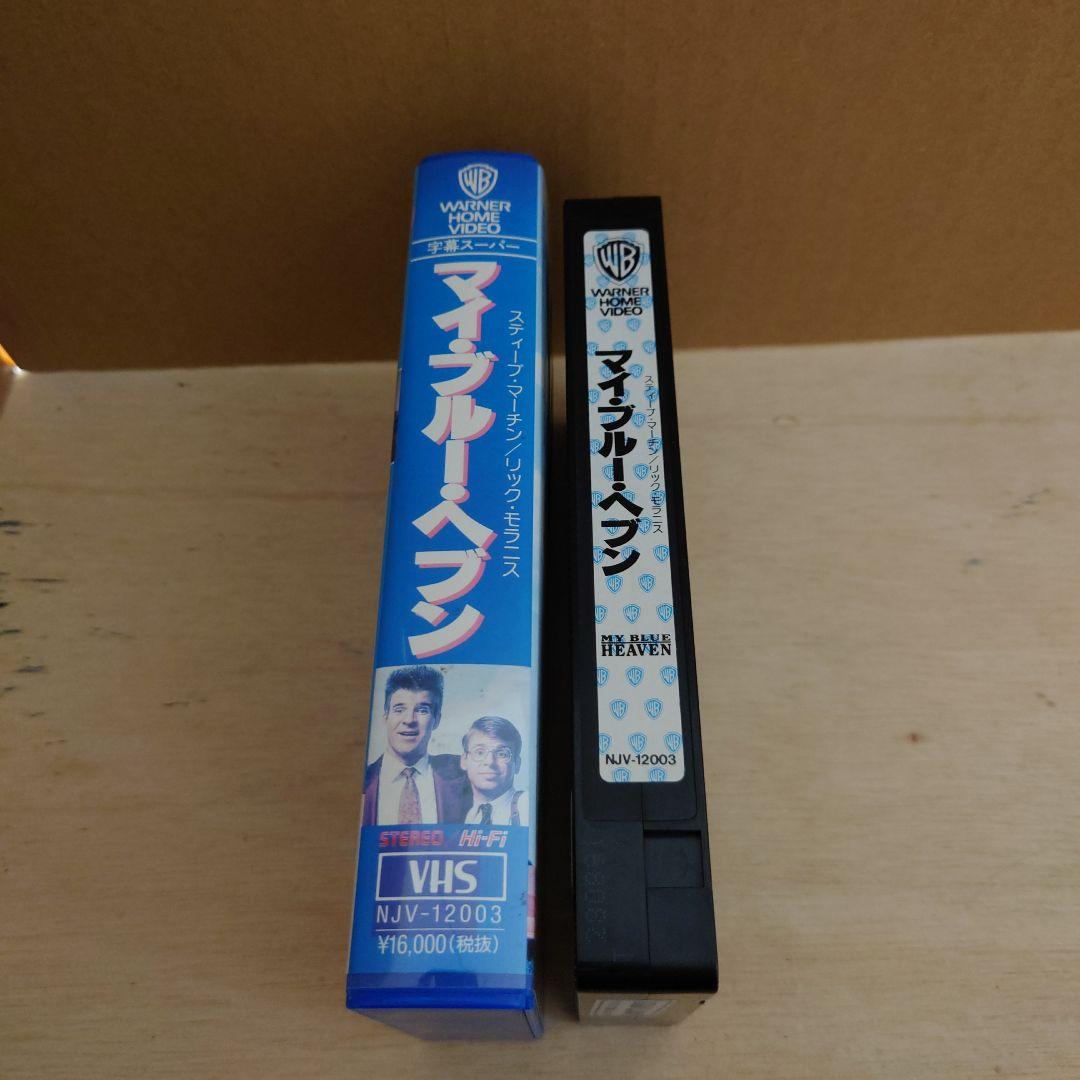 WB
WARNER
HOME
VIDEO
字幕スーパー
マイ・ブルー・ヘブン
スティーブ・マーチン/リック・モラニス
STEREO Hi-Fi
VHS
NJV-12003
¥16,000(税抜)
WB
WARNER
HOME
VIDEO
マイ・ブルー・ヘブン
スティーブ・マーチン/リック・モラニス
MY BLUE
HEAVEN
NJV-12003